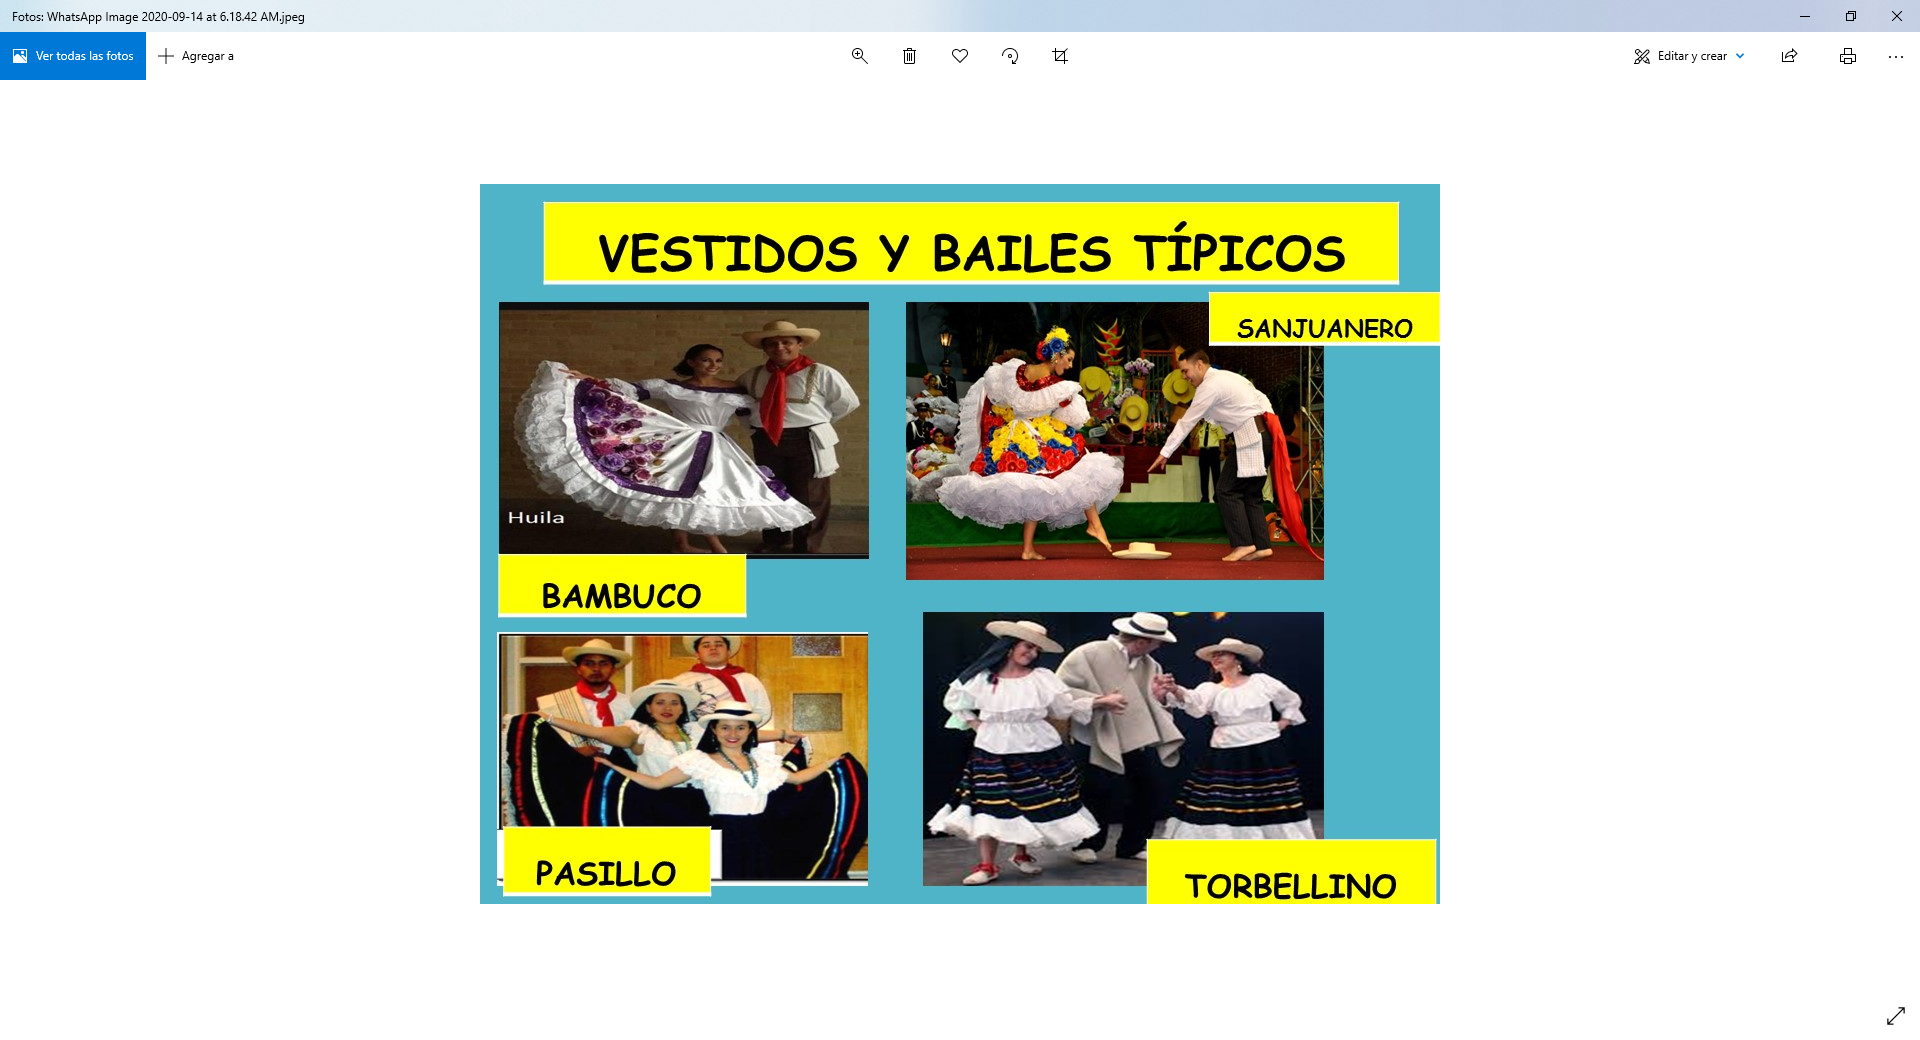 Fotos: WhatsApp Image 2020-09-14 at 6.18.42 AM.jpeg
Ver todas las fotos
Agregar a
Editar y crear
VESTIDOS Y BAILES TÍPICOS
SANJUANERO
Huila
BAMBUCO
PASILLO
TORBELLINO